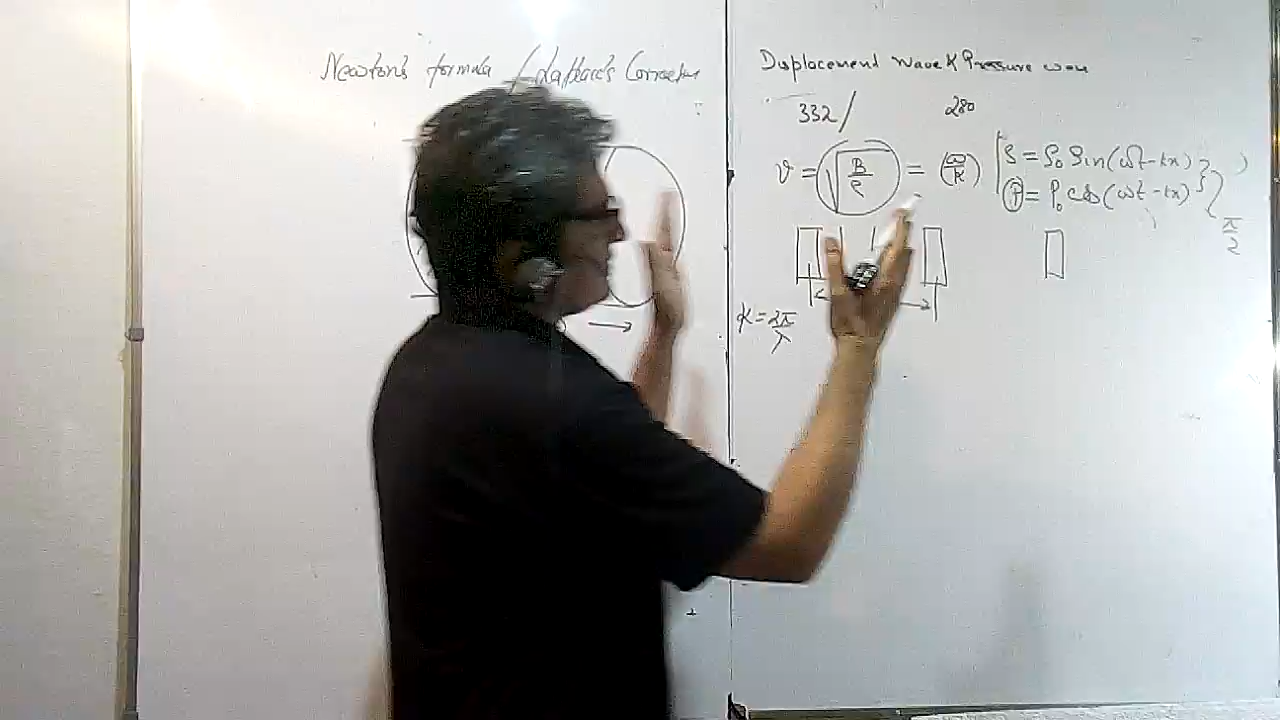 Newton's formula / Laplace's Correction
Displacement wave & Pressure wave
332 / 280
v = √(B/ρ) = (ω/k) | S = S₀ Sin(ωt - kx)
P = P₀ cos(ωt - kx)
π/2
K = 2π/λ